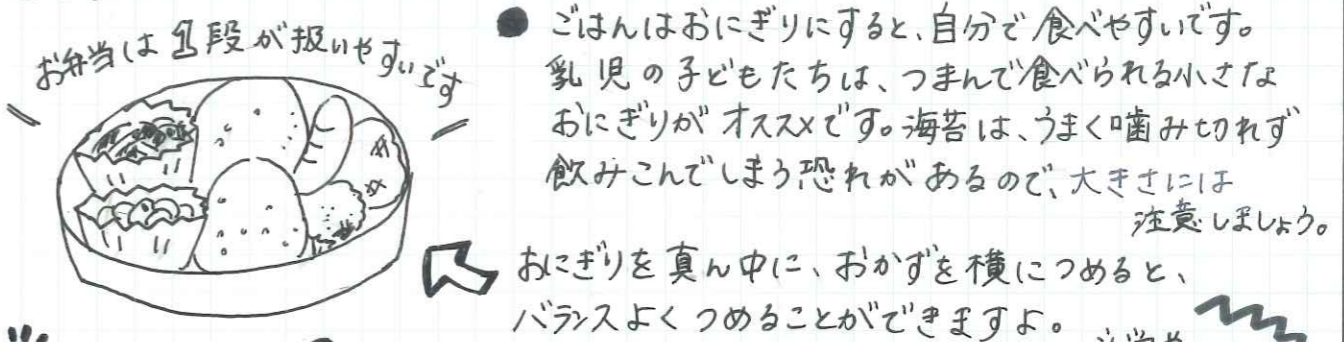 お弁当は1段が扱いやすいです
● ごはんはおにぎりにすると、自分で食べやすいです。
乳児の子どもたちは、つまんで食べられる小さな
おにぎりがオススメです。海苔は、うまく噛み切れず
飲みこんでしまう恐れがあるので、大きさには
注意しましょう。
おにぎりを真ん中に、おかずを横につめると、
バランスよくつめることができますよ。